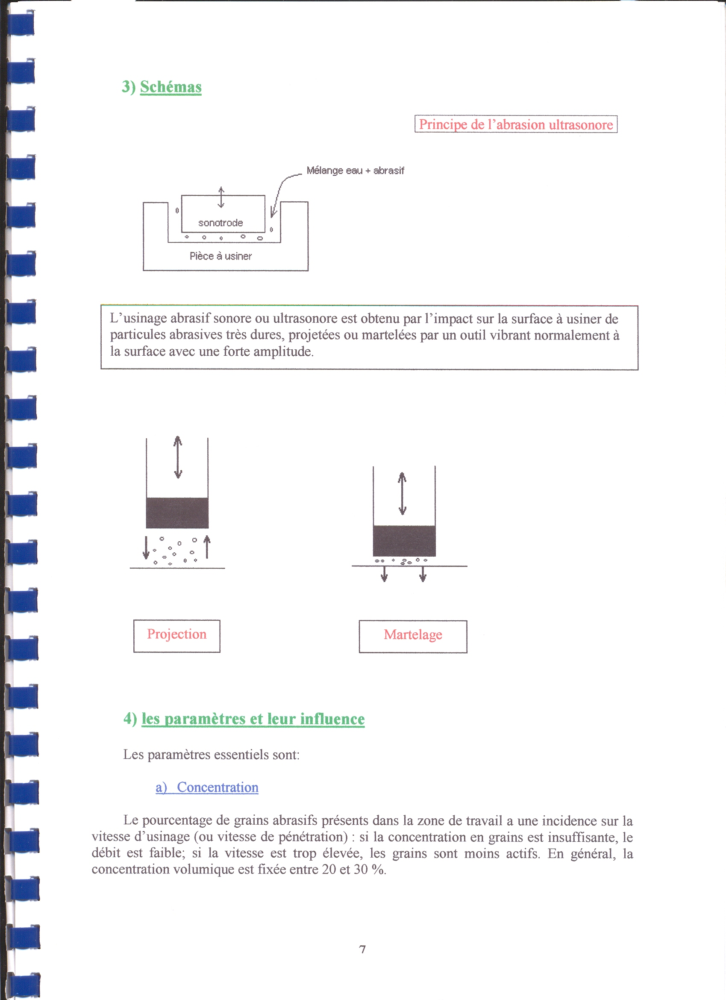 3) Schémas
Principe de l'abrasion ultrasonore
Mélange eau + abrasif
sonotrode
Pièce à usiner
L'usinage abrasif sonore ou ultrasonore est obtenu par l'impact sur la surface à usiner de
particules abrasives très dures, projetées ou martelées par un outil vibrant normalement à
la surface avec une forte amplitude.
Projection
Martelage
4) les paramètres et leur influence
Les paramètres essentiels sont:
a) Concentration
Le pourcentage de grains abrasifs présents dans la zone de travail a une incidence sur la
vitesse d'usinage (ou vitesse de pénétration) : si la concentration en grains est insuffisante, le
débit est faible; si la vitesse est trop élevée, les grains sont moins actifs. En général, la
concentration volumique est fixée entre 20 et 30 %.
7